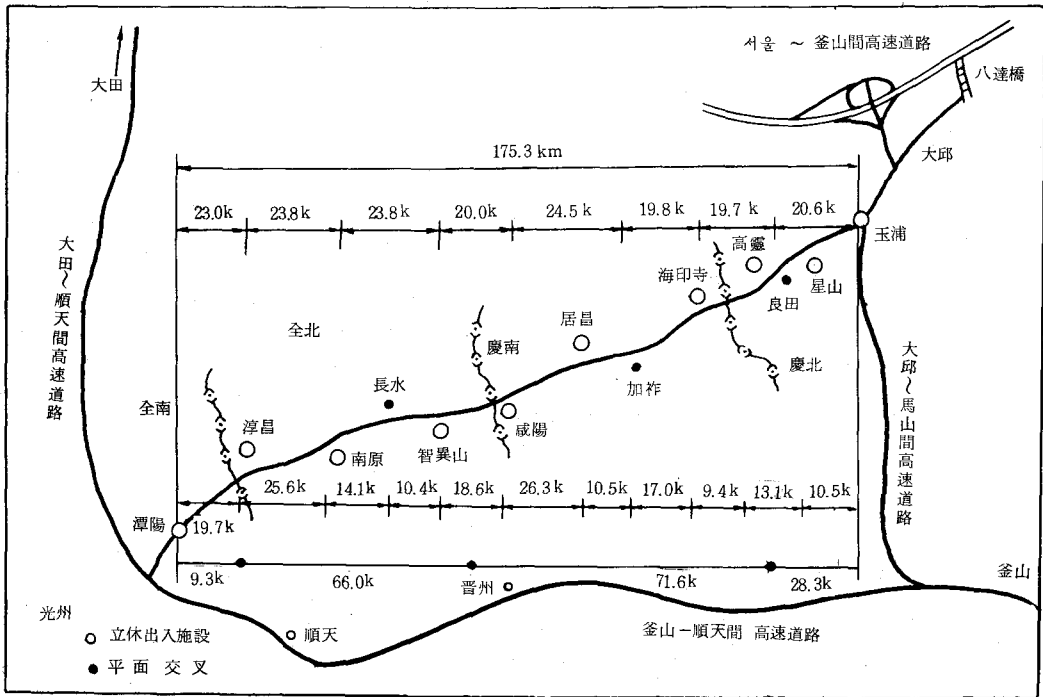 서울 ~ 釜山間高速道路
大田
八達橋
大邱
175.3 km
23.0k 23.8k 23.8k 20.0k 24.5k 19.8k 19.7k 20.6k
玉浦
高靈
海印寺
星山
良田
大田~順天間高速道路
全北
慶南
居昌
慶北
加祚
長水
咸陽
全南
淳昌
智異山
南原
大邱~馬山間高速道路
25.6k 14.1k 10.4k 18.6k 26.3k 10.5k 17.0k 9.4k 13.1k 10.5k
潭陽
19.7k
9.3k 66.0k 71.6k 28.3k
晋州
釜山
光州
順天
釜山-順天間 高速道路
○ 立休出入施設
● 平面 交叉